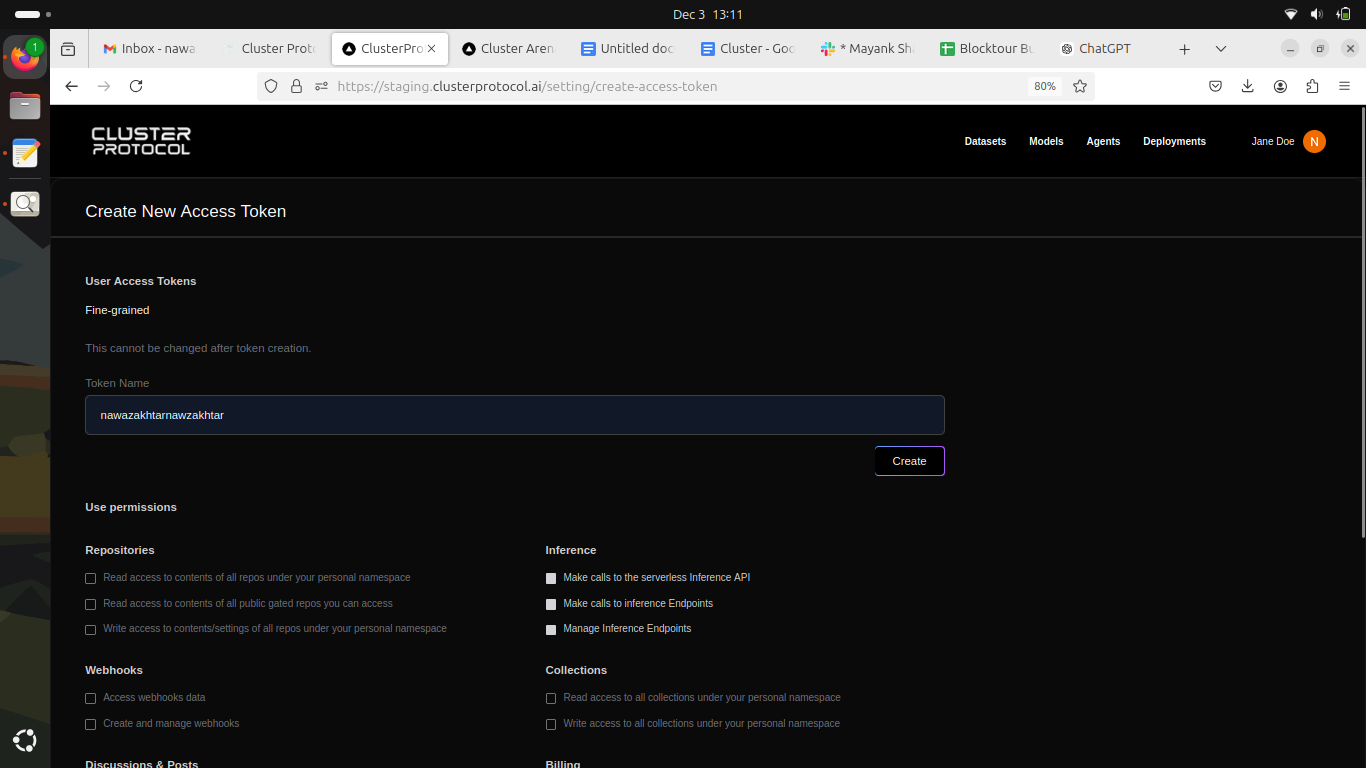 Dec 3 13:11
1
Inbox - nawa
Cluster Proto
ClusterPro
Cluster Aren
Untitled doc
Cluster - Goo
* Mayank Sha
Blocktour Bu
ChatGPT
https://staging.clusterprotocol.ai/setting/create-access-token
80%
CLUSTER
PROTOCOL
Datasets
Models
Agents
Deployments
Jane Doe
N
Create New Access Token
User Access Tokens
Fine-grained
This cannot be changed after token creation.
Token Name
nawazakhtarnawzakhtar
Create
Use permissions
Repositories
Read access to contents of all repos under your personal namespace
Read access to contents of all public gated repos you can access
Write access to contents/settings of all repos under your personal namespace
Inference
Make calls to the serverless Inference API
Make calls to inference Endpoints
Manage Inference Endpoints
Webhooks
Access webhooks data
Create and manage webhooks
Collections
Read access to all collections under your personal namespace
Write access to all collections under your personal namespace
Discussions & Posts
Billing